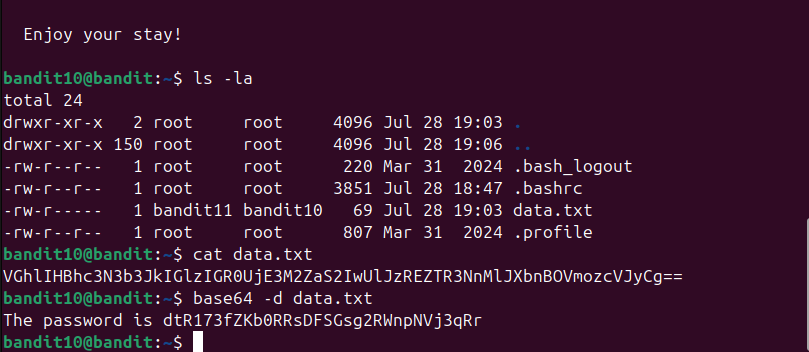 Enjoy your stay!
bandit10@bandit:~$ ls -la
total 24
drwxr-xr-x   2 root     root     4096 Jul 28 19:03 .
drwxr-xr-x 150 root     root     4096 Jul 28 19:06 ..
-rw-r--r--   1 root     root      220 Mar 31  2024 .bash_logout
-rw-r--r--   1 root     root     3851 Jul 28 18:47 .bashrc
-rw-r-----   1 bandit11 bandit10   69 Jul 28 19:03 data.txt
-rw-r--r--   1 root     root      807 Mar 31  2024 .profile
bandit10@bandit:~$ cat data.txt
VGhlIHBhc3N3b3JkIGlzIGR0UjE3M2ZaS2IwUlJzREZTR3NnMlJXbnBOVmozcVJyCg==
bandit10@bandit:~$ base64 -d data.txt
The password is dtR173fZKb0RRsDFSGsg2RWnpNVj3qRr
bandit10@bandit:~$